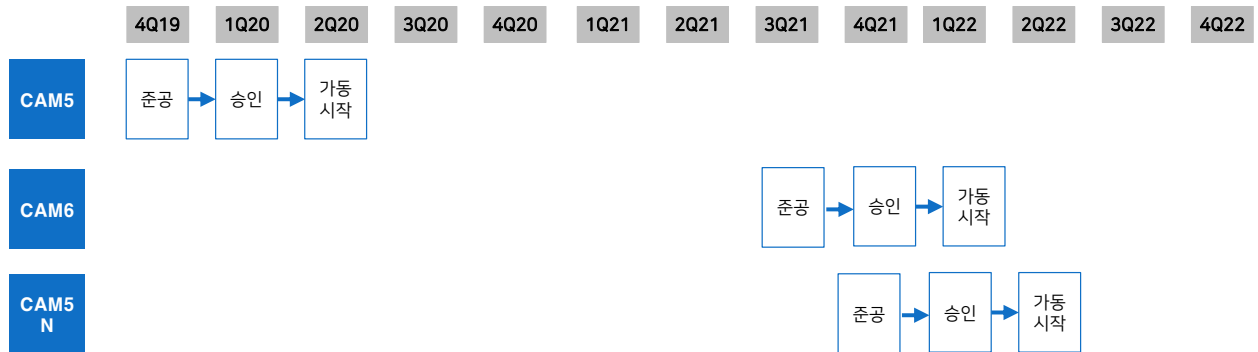 4Q19 1Q20 2Q20 3Q20 4Q20 1Q21 2Q21 3Q21 4Q21 1Q22 2Q22 3Q22 4Q22
CAM5 준공 승인 가동
시작
CAM6 준공 승인 가동
시작
CAM5
N 준공 승인 가동
시작